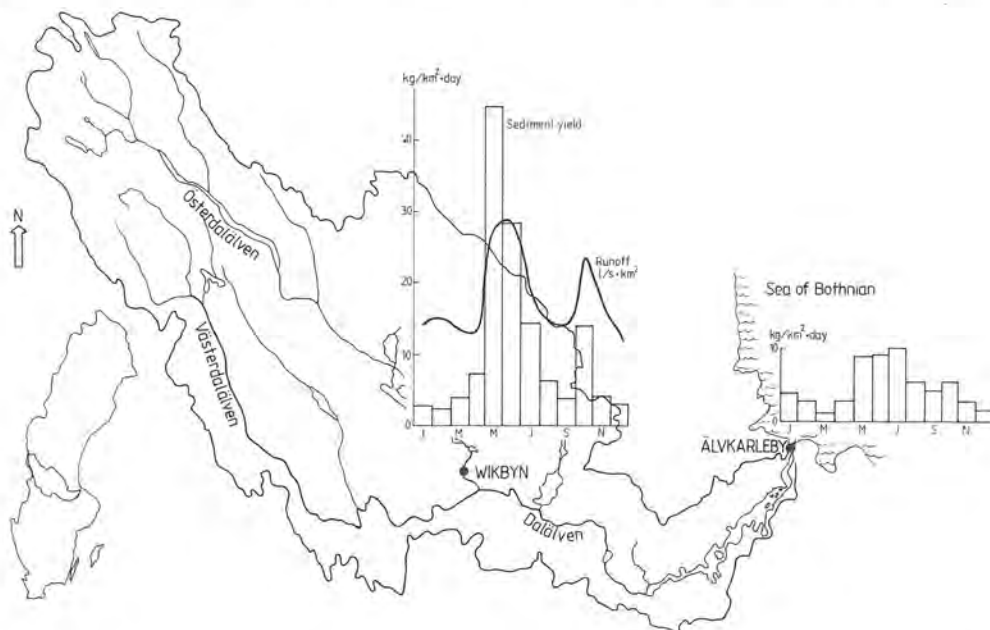 kg/km²·day
Sediment yield
40
30
20
10
0
Runoff
l/s·km²
J M M J S N
N
Österdalälven
Västerdalälven
WIKBYN
Dalälven
Sea of Bothnian
kg/km²·day
10
0
J M M J S N
ÄLVKARLEBY